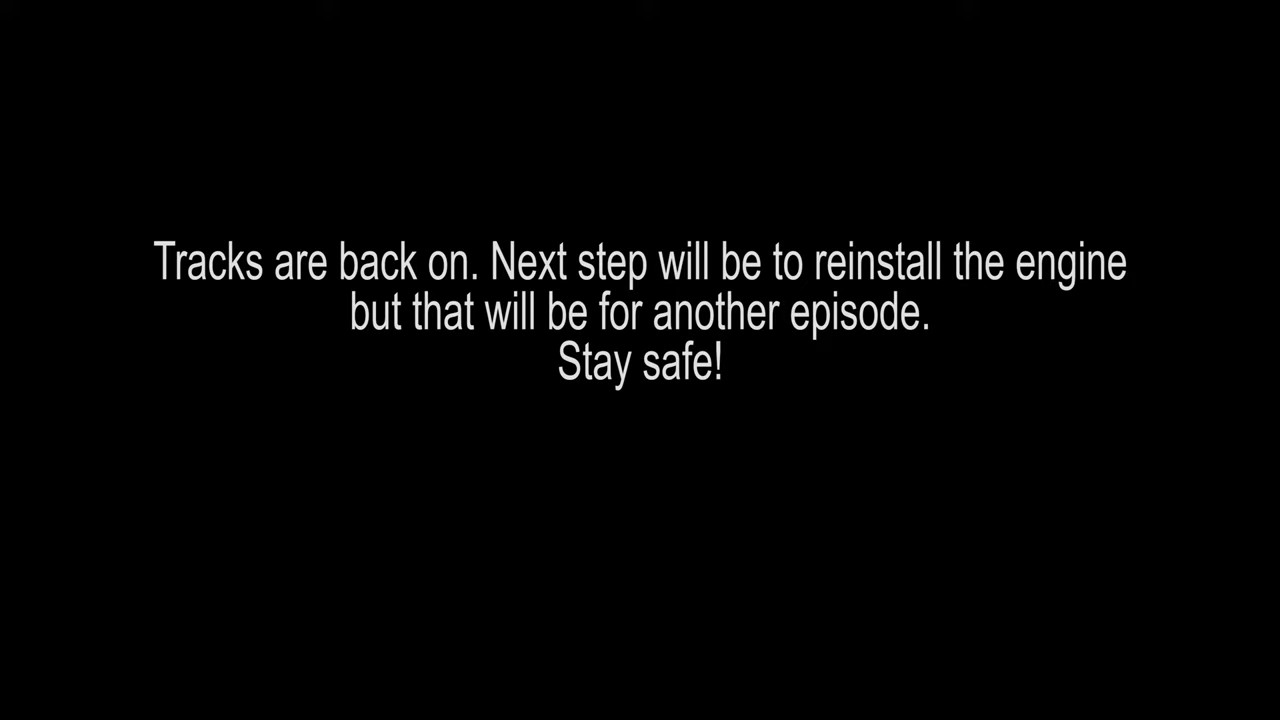 Tracks are back on. Next step will be to reinstall the engine
but that will be for another episode.
Stay safe!